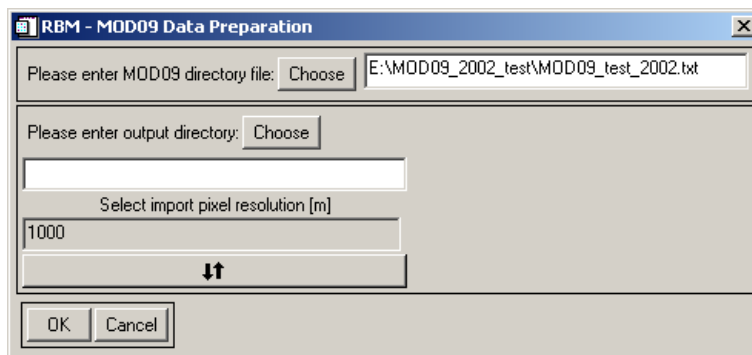 RBM - MOD09 Data Preparation
Please enter MOD09 directory file: Choose E:\MOD09_2002_test\MOD09_test_2002.txt
Please enter output directory: Choose
Select import pixel resolution [m]
1000
OK Cancel